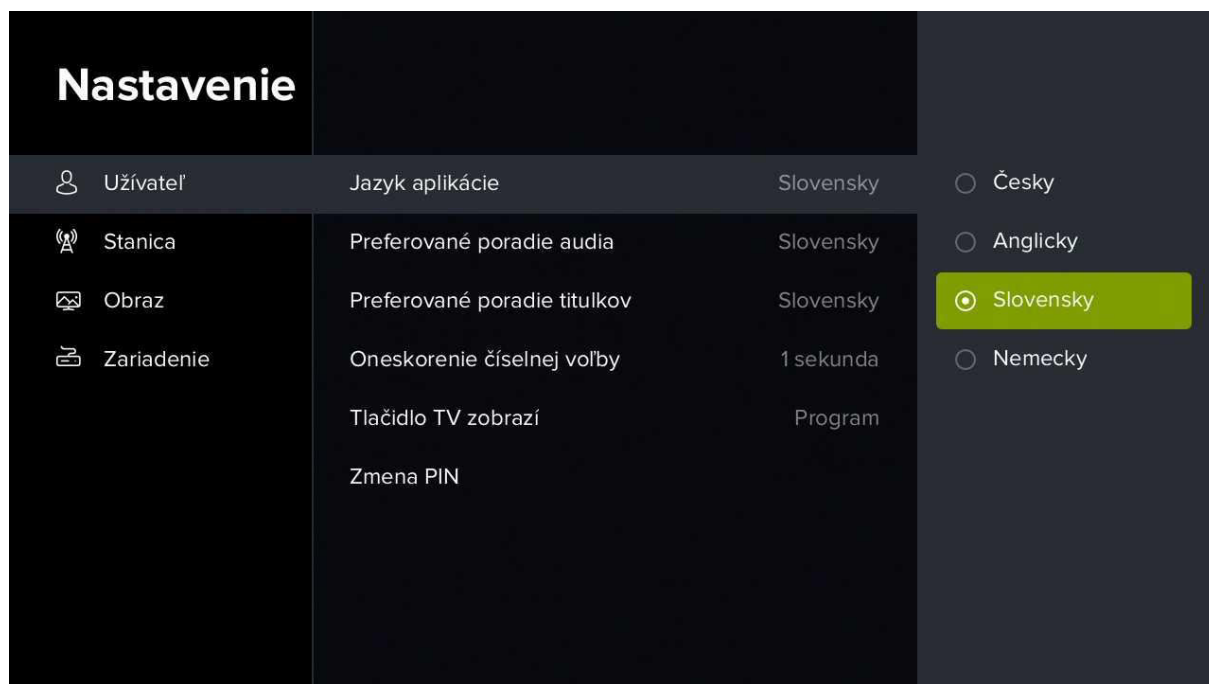 Nastavenie
Užívateľ
Jazyk aplikácie
Slovensky
Česky
Stanica
Preferované poradie audia
Slovensky
Anglicky
Obraz
Preferované poradie titulkov
Slovensky
Slovensky
Zariadenie
Oneskorenie číselnej voľby
1 sekunda
Nemecky
Tlačidlo TV zobrazí
Program
Zmena PIN